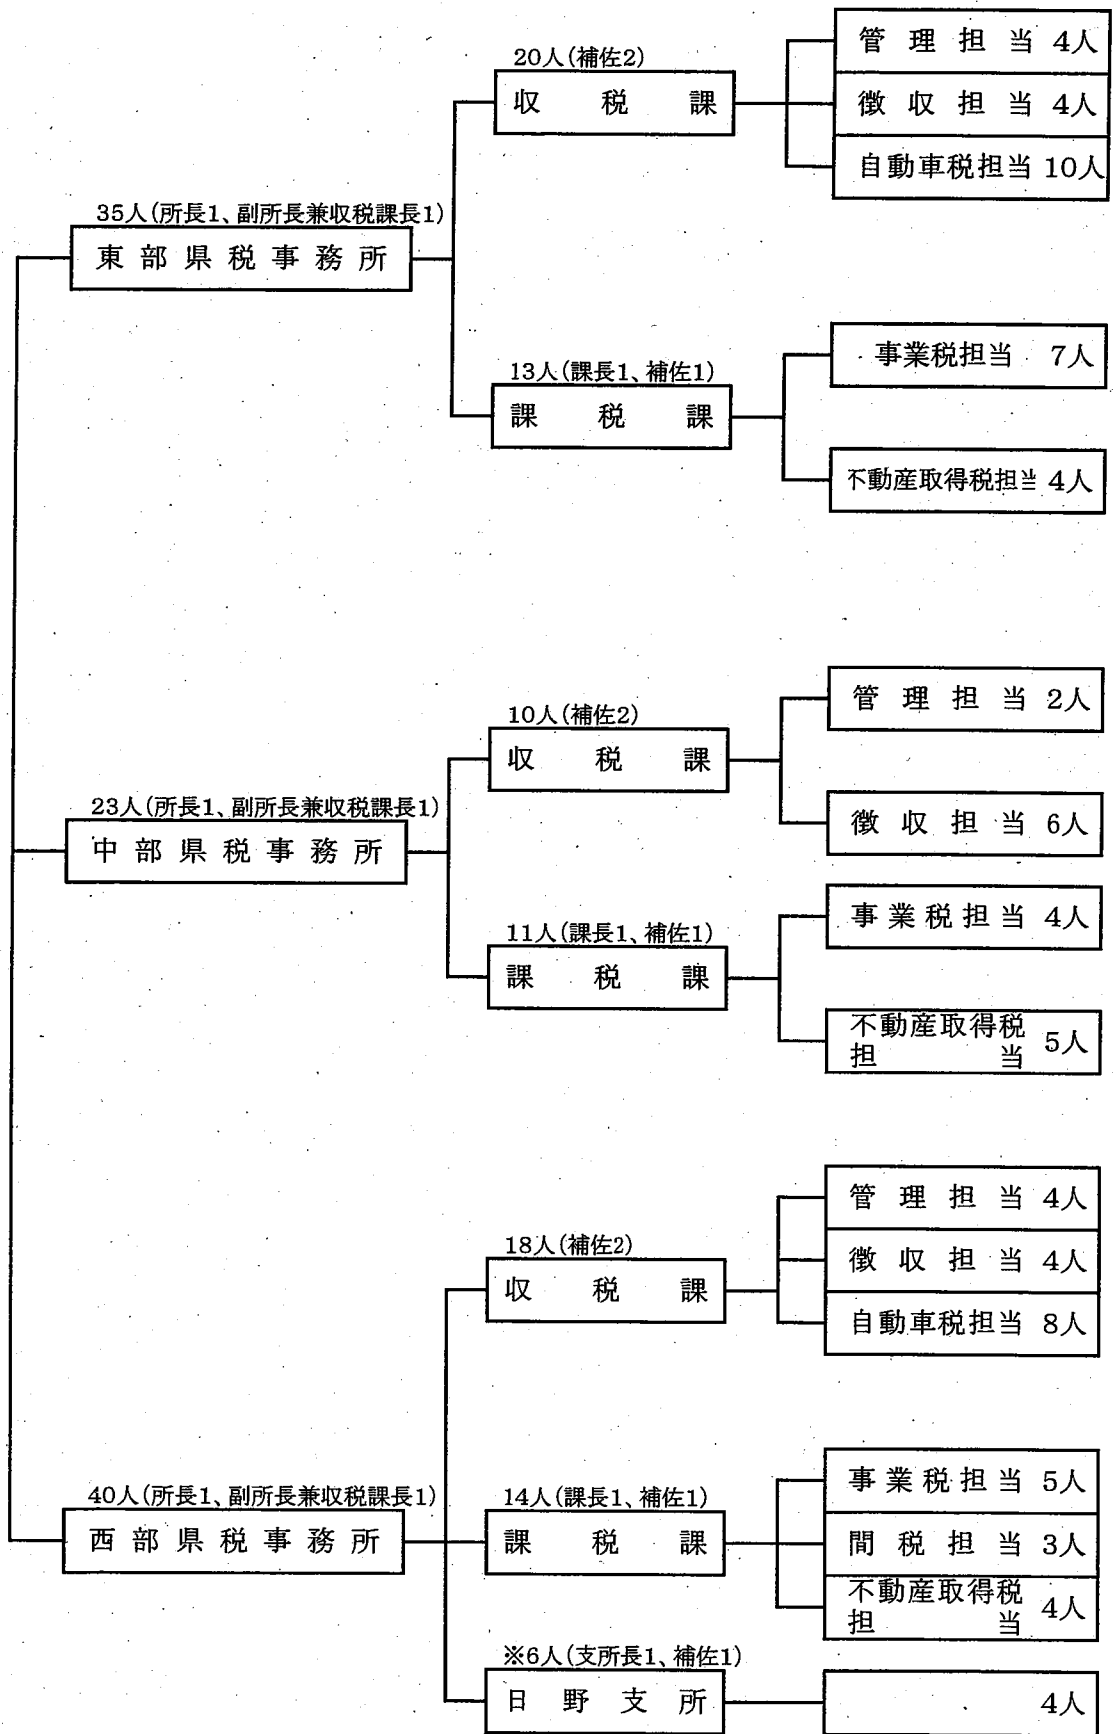 20人(補佐2)
収税課
管理担当 4人
徴収担当 4人
自動車税担当 10人
35人(所長1、副所長兼収税課長1)
東部県税事務所
13人(課長1、補佐1)
課税課
事業税担当 7人
不動産取得税担当 4人
10人(補佐2)
収税課
管理担当 2人
徴収担当 6人
23人(所長1、副所長兼収税課長1)
中部県税事務所
11人(課長1、補佐1)
課税課
事業税担当 4人
不動産取得税
担当 5人
18人(補佐2)
収税課
管理担当 4人
徴収担当 4人
自動車税担当 8人
40人(所長1、副所長兼収税課長1)
西部県税事務所
14人(課長1、補佐1)
課税課
事業税担当 5人
間税担当 3人
不動産取得税
担当 4人
※6人(支所長1、補佐1)
日野支所
4人